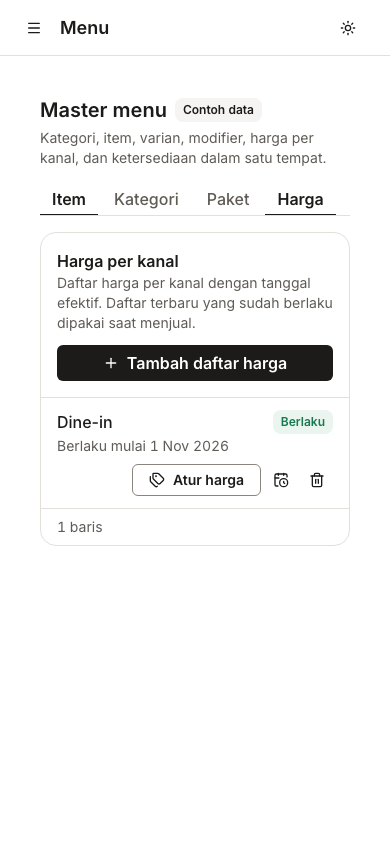 Menu
Master menu
Contoh data
Kategori, item, varian, modifier, harga per
kanal, dan ketersediaan dalam satu tempat.
Item
Kategori
Paket
Harga
Harga per kanal
Daftar harga per kanal dengan tanggal
efektif. Daftar terbaru yang sudah berlaku
dipakai saat menjual.
Tambah daftar harga
Dine-in
Berlaku
Berlaku mulai 1 Nov 2026
Atur harga
1 baris